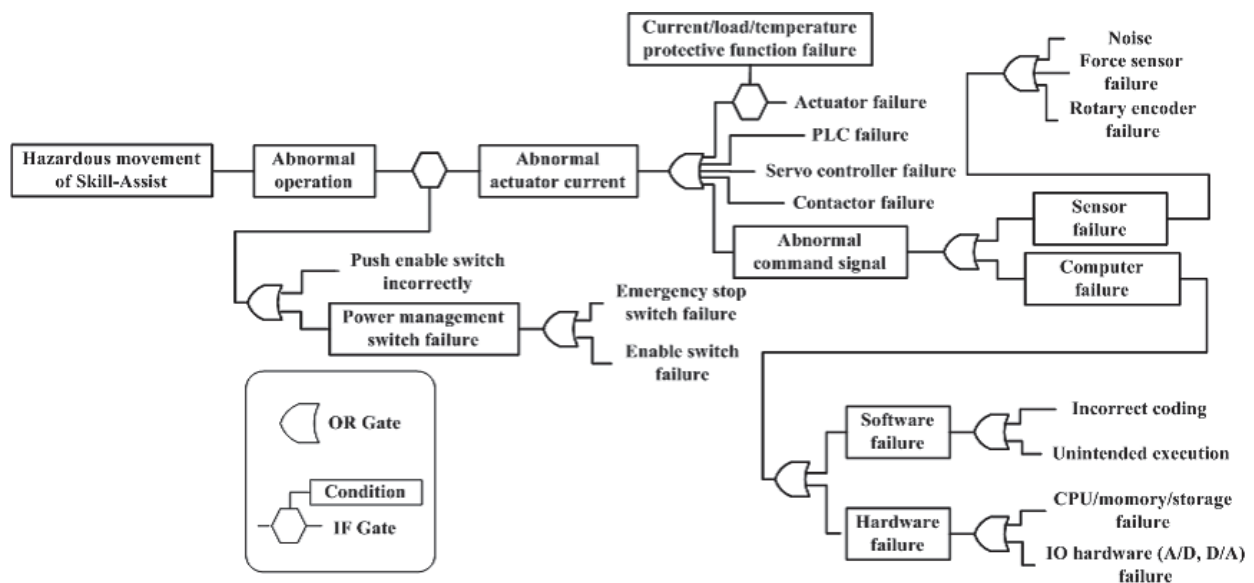 Current/load/temperature
protective function failure
Noise
Force sensor
failure
Rotary encoder
failure
Actuator failure
PLC failure
Servo controller failure
Contactor failure
Hazardous movement
of Skill-Assist
Abnormal
operation
Abnormal
actuator current
Abnormal
command signal
Sensor
failure
Computer
failure
Push enable switch
incorrectly
Power management
switch failure
Emergency stop
switch failure
Enable switch
failure
OR Gate
Condition
IF Gate
Software
failure
Incorrect coding
Unintended execution
Hardware
failure
CPU/momory/storage
failure
IO hardware (A/D, D/A)
failure